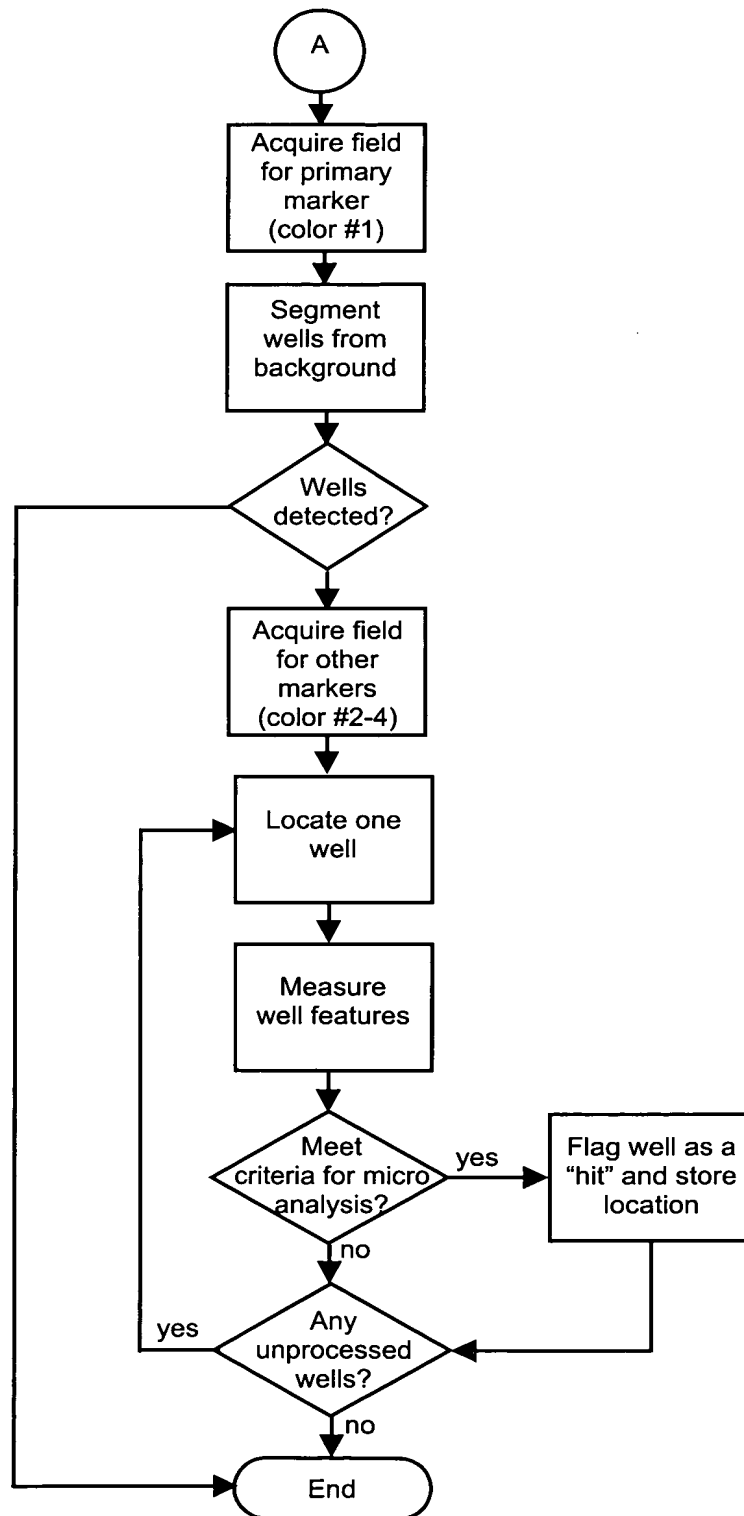 A
Acquire field
for primary
marker
(color #1)
Segment
wells from
background
Wells
detected?
Acquire field
for other
markers
(color #2-4)
Locate one
well
Measure
well features
Meet
criteria for micro
analysis?
yes
Flag well as a
“hit” and store
location
no
Any
unprocessed
wells?
yes
no
End